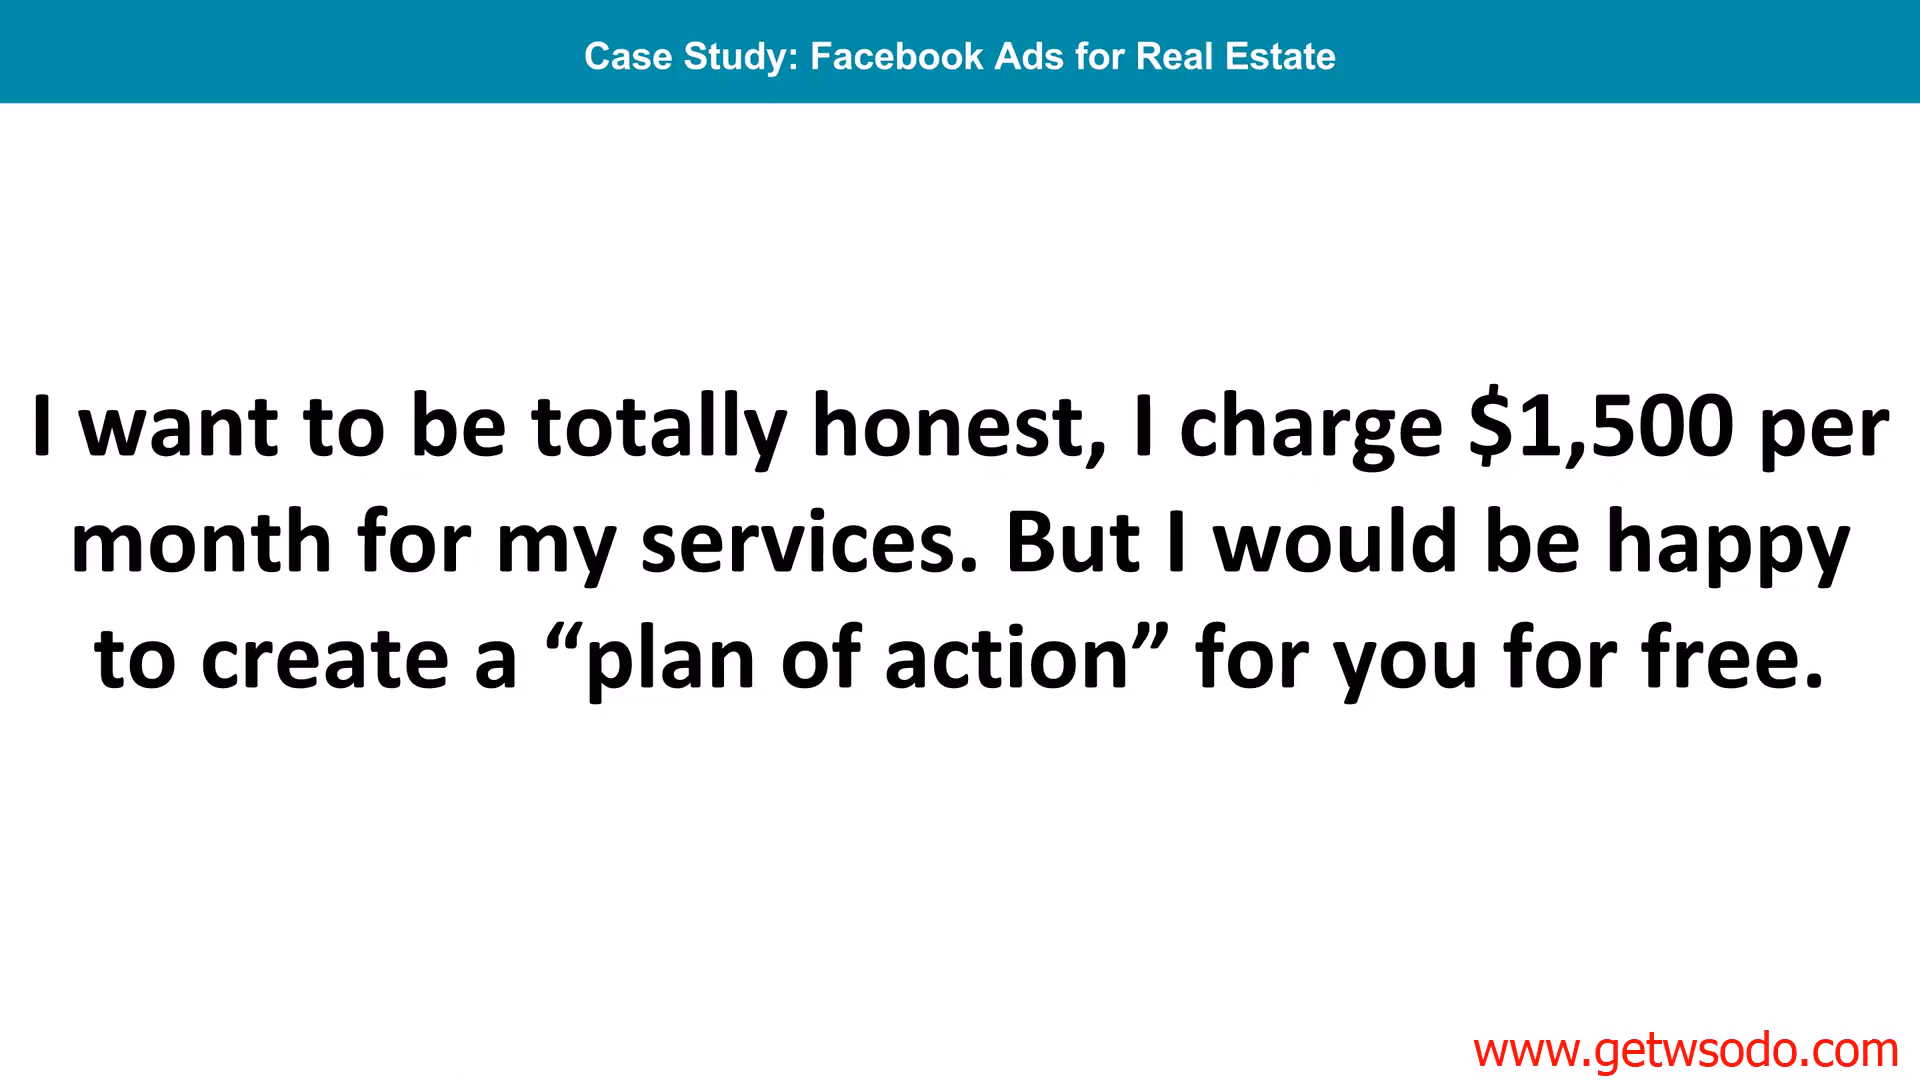 Case Study: Facebook Ads for Real Estate
I want to be totally honest, I charge $1,500 per
month for my services. But I would be happy
to create a “plan of action” for you for free.
www.getwsodo.com